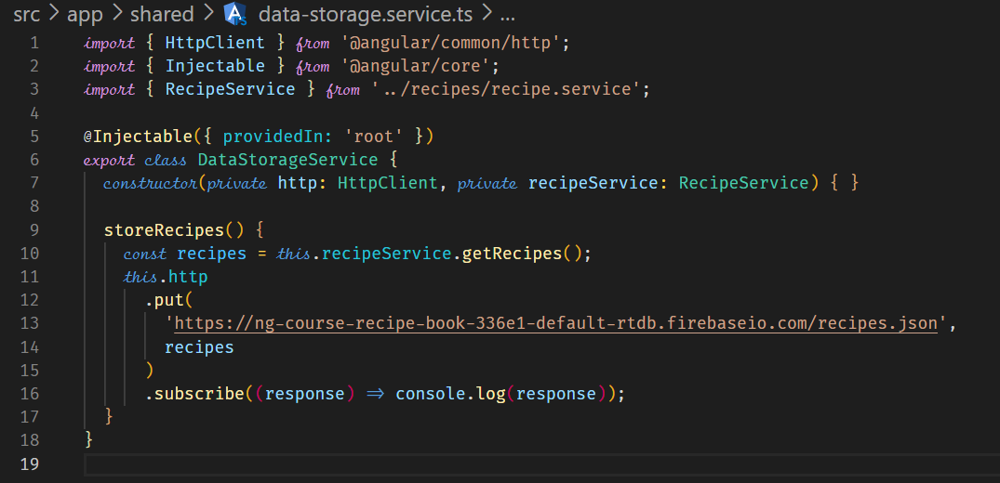 src > app > shared > data-storage.service.ts > ...
1 import { HttpClient } from '@angular/common/http';
2 import { Injectable } from '@angular/core';
3 import { RecipeService } from '../recipes/recipe.service';
4
5 @Injectable({ providedIn: 'root' })
6 export class DataStorageService {
7   constructor(private http: HttpClient, private recipeService: RecipeService) { }
8
9   storeRecipes() {
10     const recipes = this.recipeService.getRecipes();
11     this.http
12       .put(
13         'https://ng-course-recipe-book-336e1-default-rtdb.firebaseio.com/recipes.json',
14         recipes
15       )
16       .subscribe((response) => console.log(response));
17   }
18 }
19